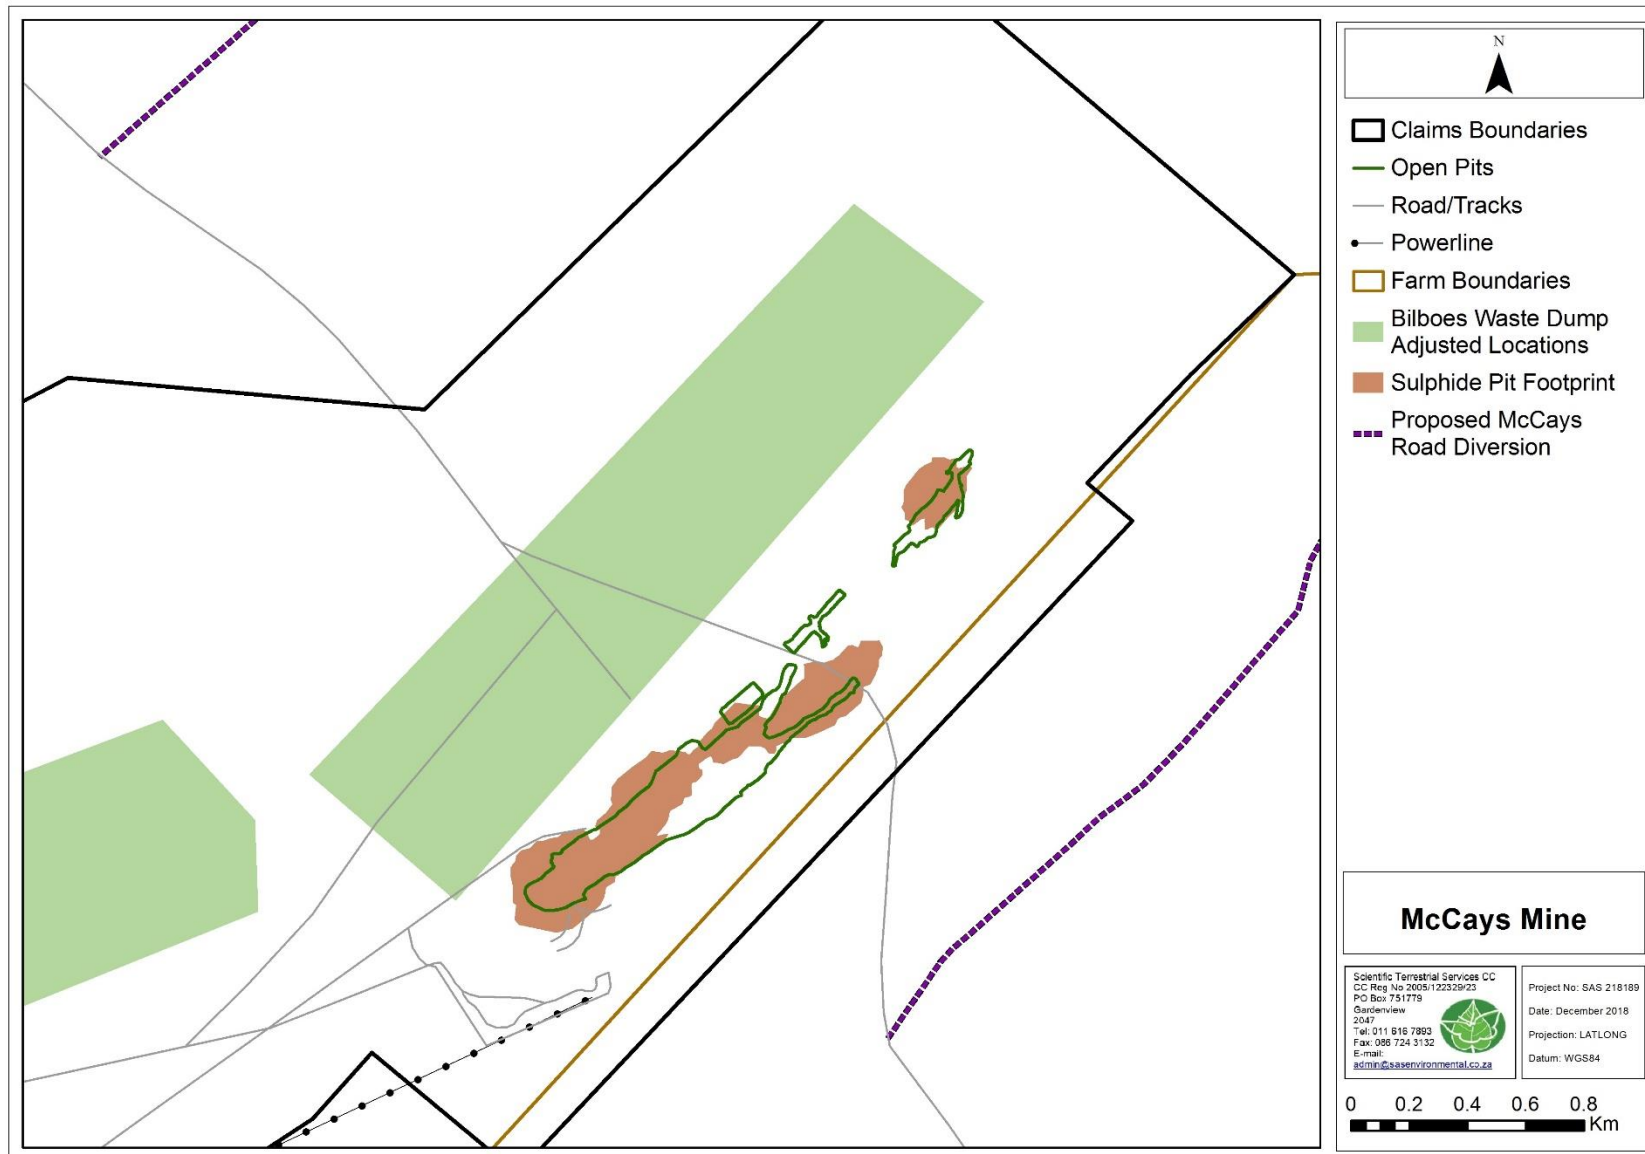 N
Claims Boundaries
Open Pits
Road/Tracks
Powerline
Farm Boundaries
Bilboes Waste Dump
Adjusted Locations
Sulphide Pit Footprint
Proposed McCays
Road Diversion
McCays Mine
Scientific Terrestrial Services CC
CC Reg No 2005/122329/23
PO Box 751779
Gardenview
2047
Tel: 011 616 7893
Fax: 086 724 3132
E-mail:
admin@sasenvironmental.co.za
Project No: SAS 218189
Date: December 2018
Projection: LATLONG
Datum: WGS84
0 0.2 0.4 0.6 0.8
Km